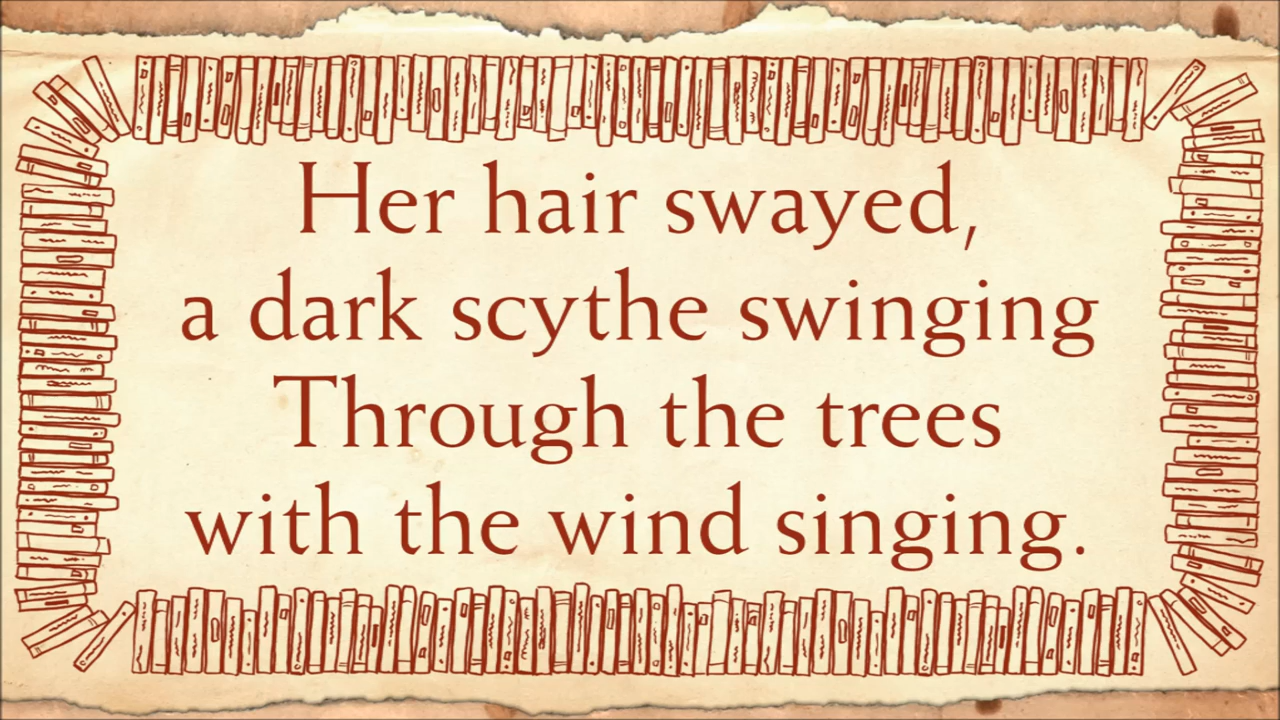 Her hair swayed,
a dark scythe swinging
Through the trees
with the wind singing.